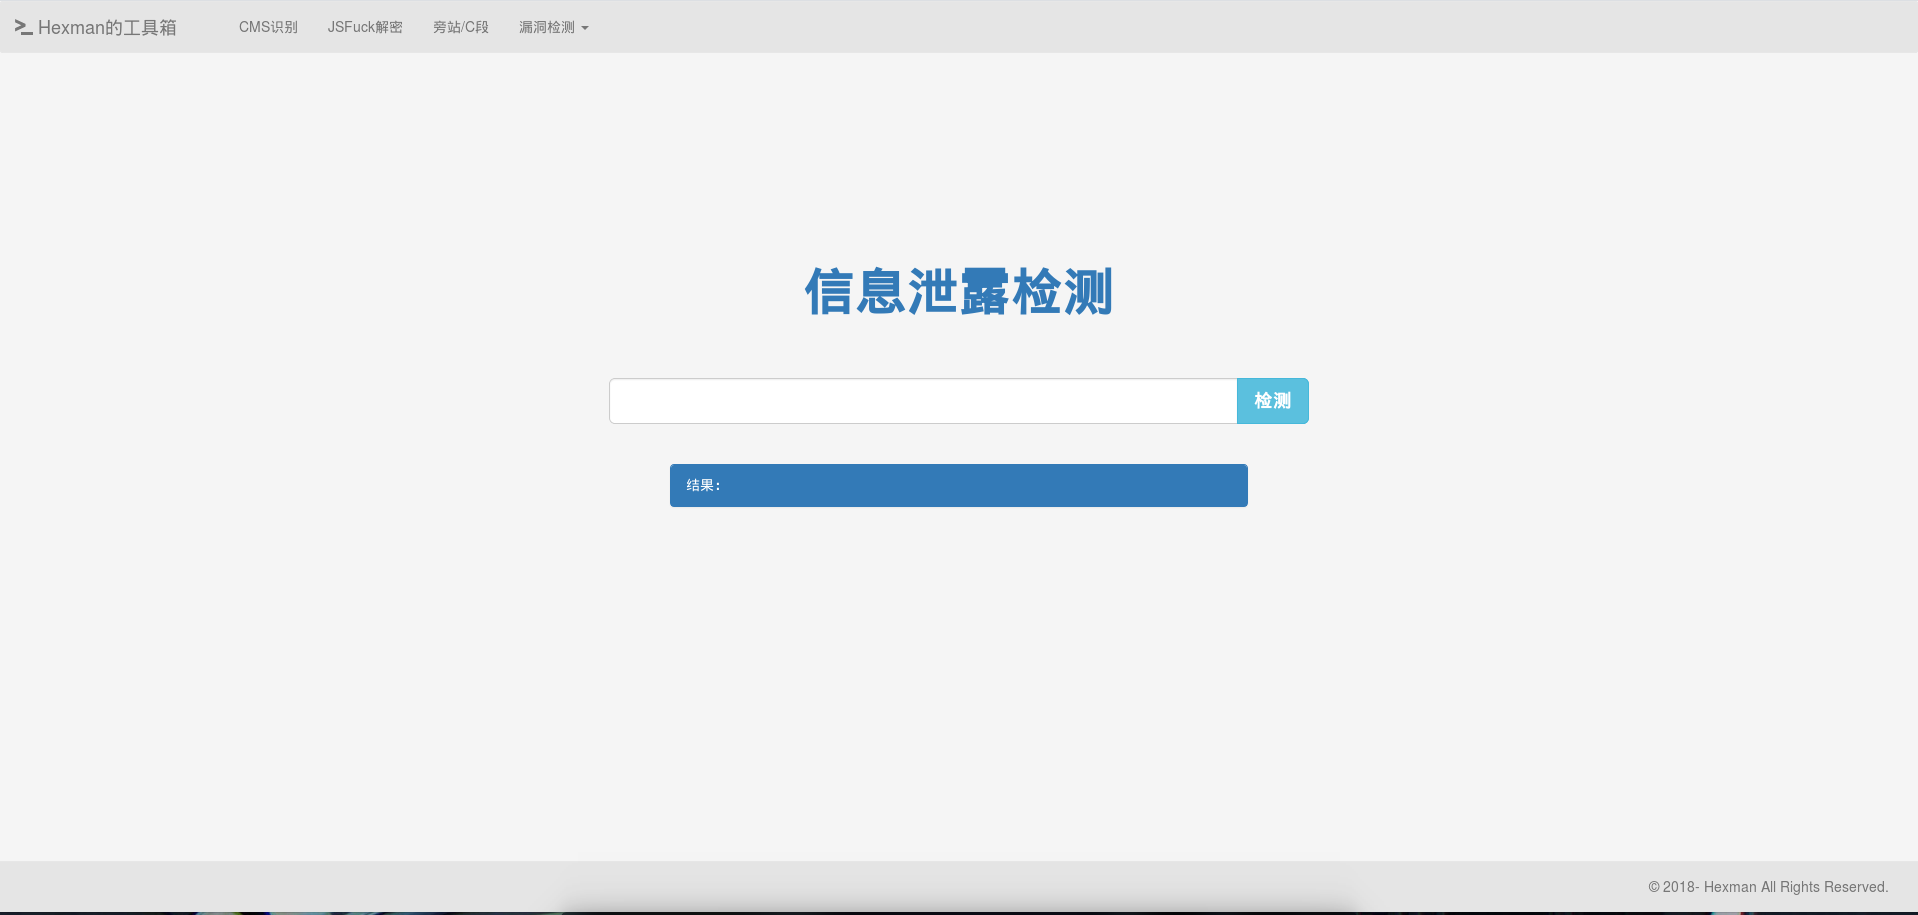 Hexman的工具箱
CMS识别
JSFuck解密
旁站/C段
漏洞检测
信息泄露检测
检测
结果:
© 2018- Hexman All Rights Reserved.